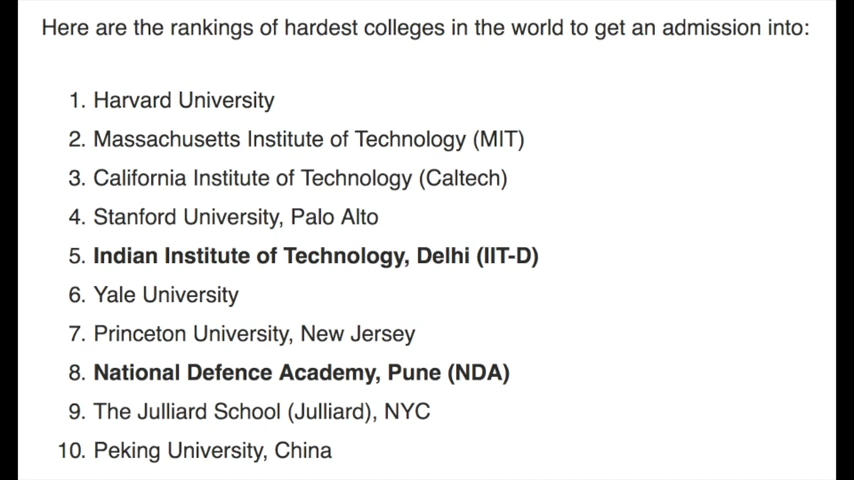 Here are the rankings of hardest colleges in the world to get an admission into:
1. Harvard University
2. Massachusetts Institute of Technology (MIT)
3. California Institute of Technology (Caltech)
4. Stanford University, Palo Alto
5. Indian Institute of Technology, Delhi (IIT-D)
6. Yale University
7. Princeton University, New Jersey
8. National Defence Academy, Pune (NDA)
9. The Julliard School (Julliard), NYC
10. Peking University, China